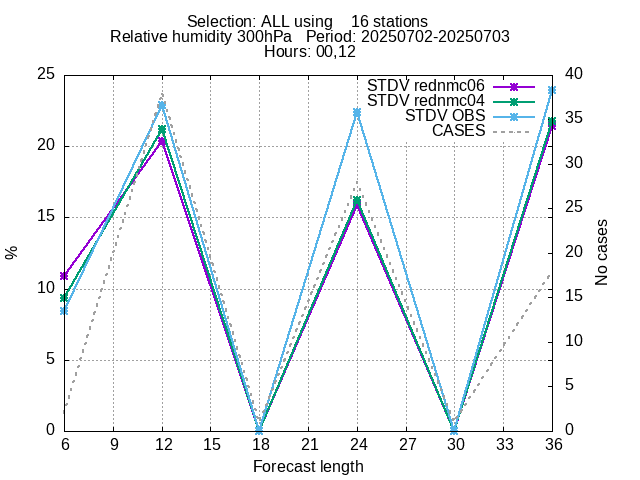 Selection: ALL using    16 stations
Relative humidity 300hPa   Period: 20250702-20250703
Hours: 00,12
STDV rednmc06
STDV rednmc04
STDV OBS
CASES
25
20
15
10
5
0
%
40
35
30
25
20
15
10
5
0
No cases
6 9 12 15 18 21 24 27 30 33 36
Forecast length